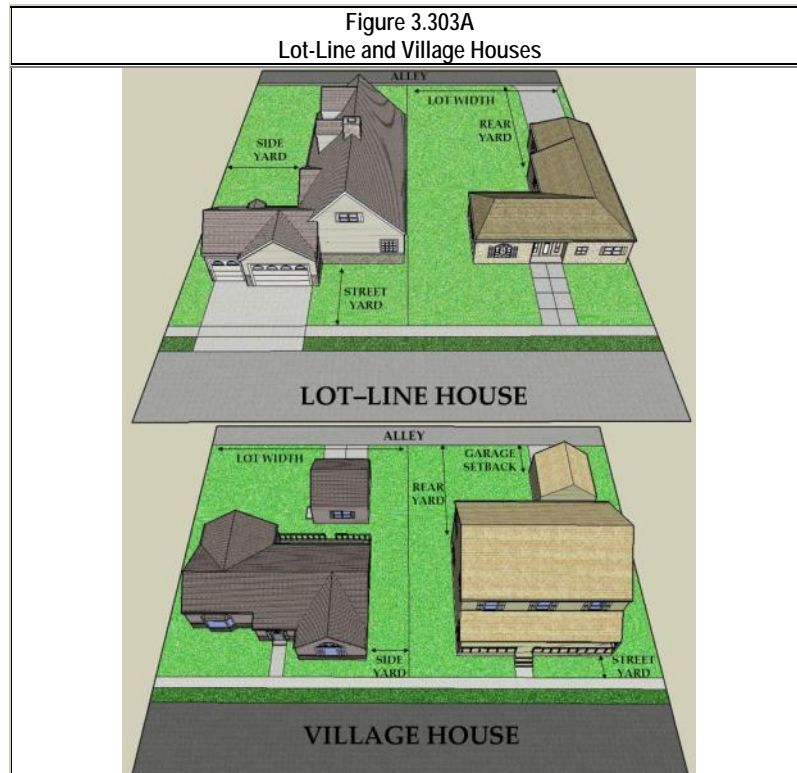 Figure 3.303A
Lot-Line and Village Houses
ALLEY
LOT WIDTH
REAR
YARD
SIDE
YARD
STREET
YARD
LOT–LINE HOUSE
ALLEY
LOT WIDTH
GARAGE
SETBACK
REAR
YARD
SIDE
YARD
STREET
YARD
VILLAGE HOUSE